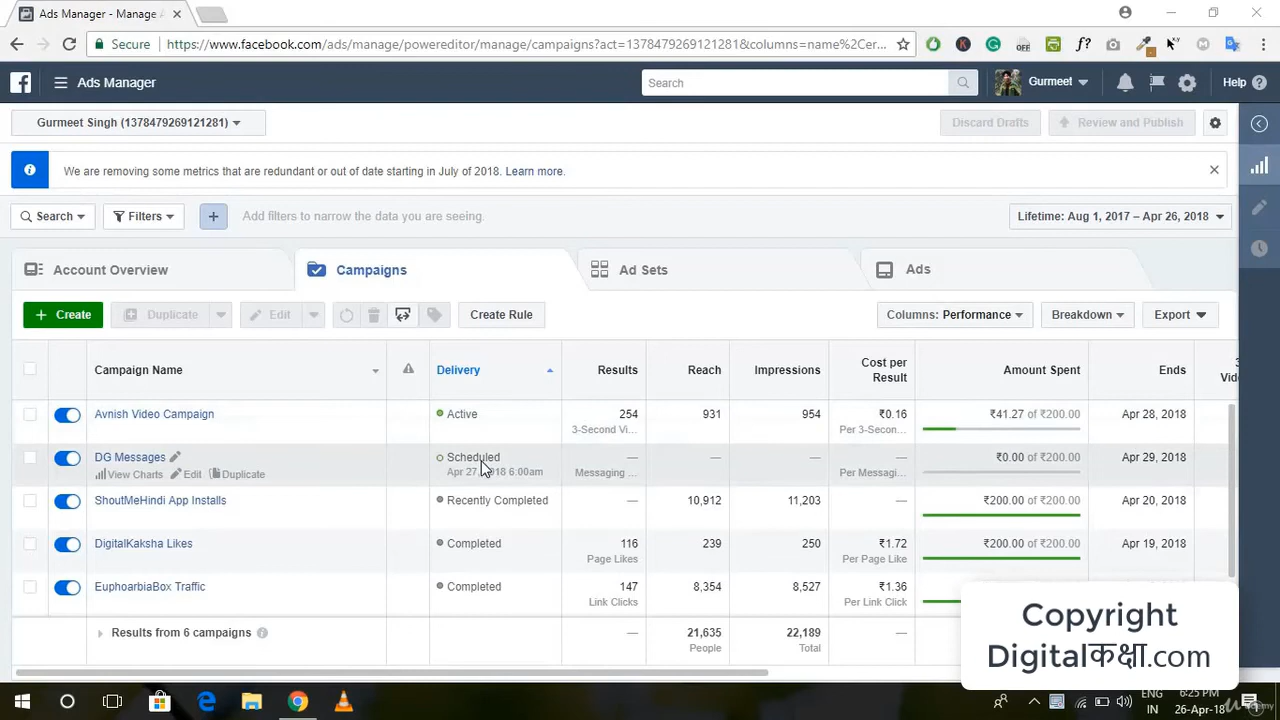 Ads Manager - Manage A
Secure
https://www.facebook.com/ads/manage/powereditor/manage/campaigns?act=1378479269121281&columns=name%2Cer...
Ads Manager
Search
Gurmeet
Help
Gurmeet Singh (1378479269121281)
Discard Drafts
Review and Publish
We are removing some metrics that are redundant or out of date starting in July of 2018. Learn more.
Search
Filters
Add filters to narrow the data you are seeing.
Lifetime: Aug 1, 2017 – Apr 26, 2018
Account Overview
Campaigns
Ad Sets
Ads
Create
Duplicate
Edit
Create Rule
Columns: Performance
Breakdown
Export
Campaign Name
Delivery
Results
Reach
Impressions
Cost per
Result
Amount Spent
Ends
3
Vid
Avnish Video Campaign
Active
254
3-Second Vi...
931
954
₹0.16
Per 3-Secon...
₹41.27 of ₹200.00
Apr 28, 2018
DG Messages
View Charts
Edit
Duplicate
Scheduled
Apr 27, 2018 6:00am
—
Messaging ...
—
—
—
Per Messagi...
₹0.00 of ₹200.00
Apr 29, 2018
ShoutMeHindi App Installs
Recently Completed
—
10,912
11,203
—
₹200.00 of ₹200.00
Apr 20, 2018
DigitalKaksha Likes
Completed
116
Page Likes
239
250
₹1.72
Per Page Like
₹200.00 of ₹200.00
Apr 19, 2018
EuphoarbiaBox Traffic
Completed
147
Link Clicks
8,354
8,527
₹1.36
Per Link Click
Results from 6 campaigns
—
21,635
People
22,189
Total
—
Copyright
Digitalकक्षा.com
ENG
IN
6:25 PM
26-Apr-18